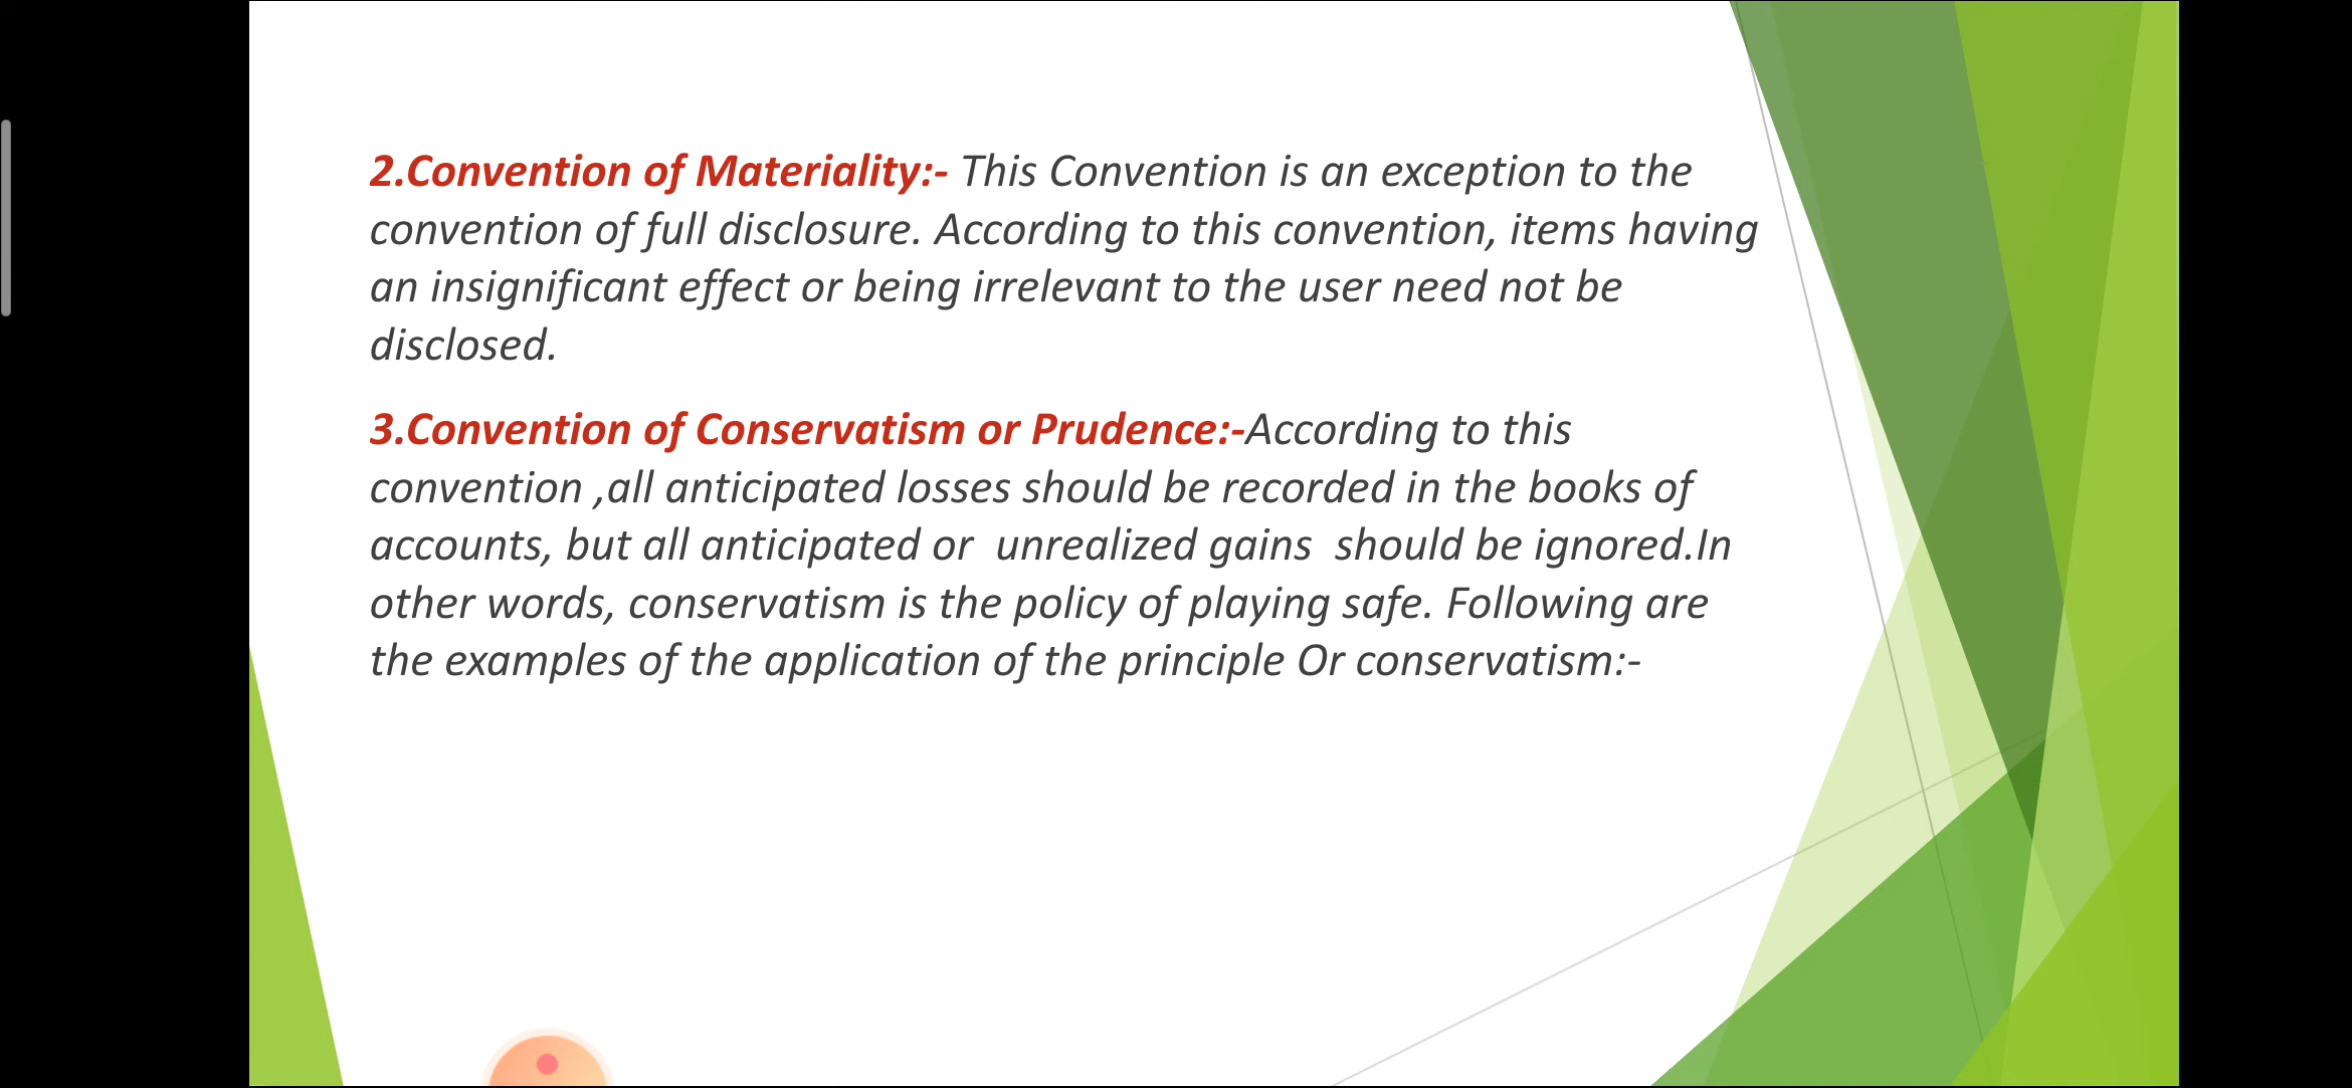 2.Convention of Materiality:- This Convention is an exception to the
convention of full disclosure. According to this convention, items having
an insignificant effect or being irrelevant to the user need not be
disclosed.
3.Convention of Conservatism or Prudence:-According to this
convention ,all anticipated losses should be recorded in the books of
accounts, but all anticipated or  unrealized gains  should be ignored.In
other words, conservatism is the policy of playing safe. Following are
the examples of the application of the principle Or conservatism:-